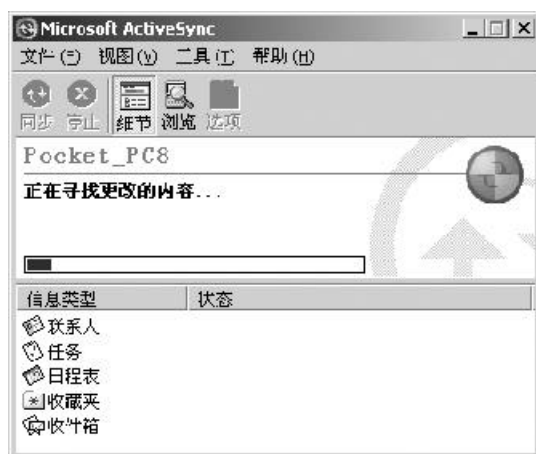 Microsoft ActiveSync
文件(F) 视图(V) 工具(T) 帮助(H)
同步 停止 细节 浏览 选项
Pocket_PC8
正在寻找更改的内容...
信息类型 状态
联系人
任务
日程表
收藏夹
收件箱